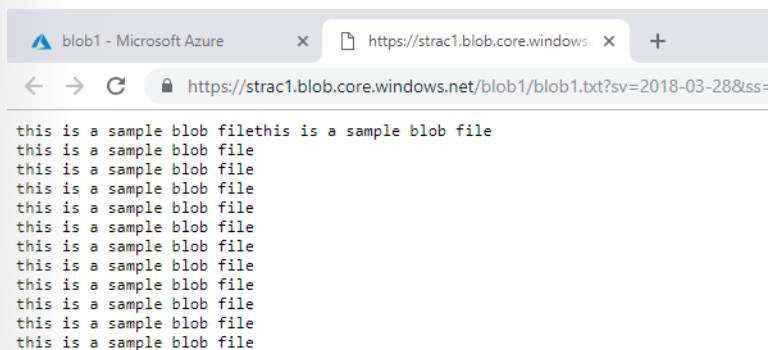 blob1 - Microsoft Azure
https://strac1.blob.core.windows.
https://strac1.blob.core.windows.net/blob1/blob1.txt?sv=2018-03-28&ss=
this is a sample blob filethis is a sample blob file
this is a sample blob file
this is a sample blob file
this is a sample blob file
this is a sample blob file
this is a sample blob file
this is a sample blob file
this is a sample blob file
this is a sample blob file
this is a sample blob file
this is a sample blob file
this is a sample blob file